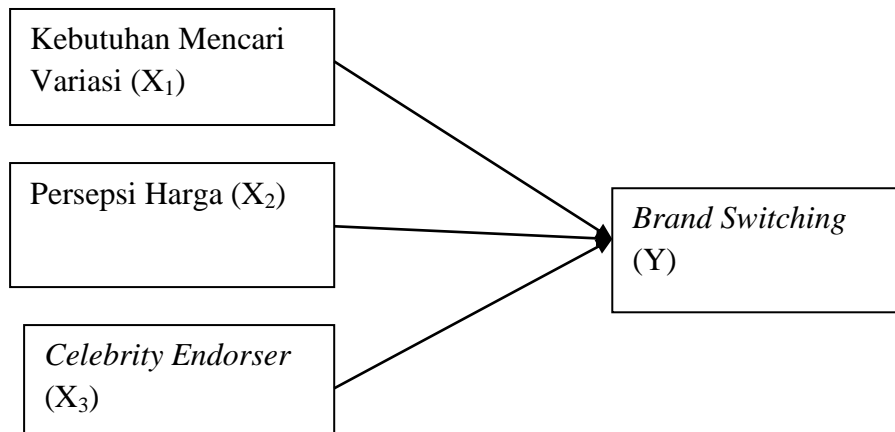 Kebutuhan Mencari
Variasi (X₁)
Persepsi Harga (X₂)
Brand Switching
(Y)
Celebrity Endorser
(X₃)